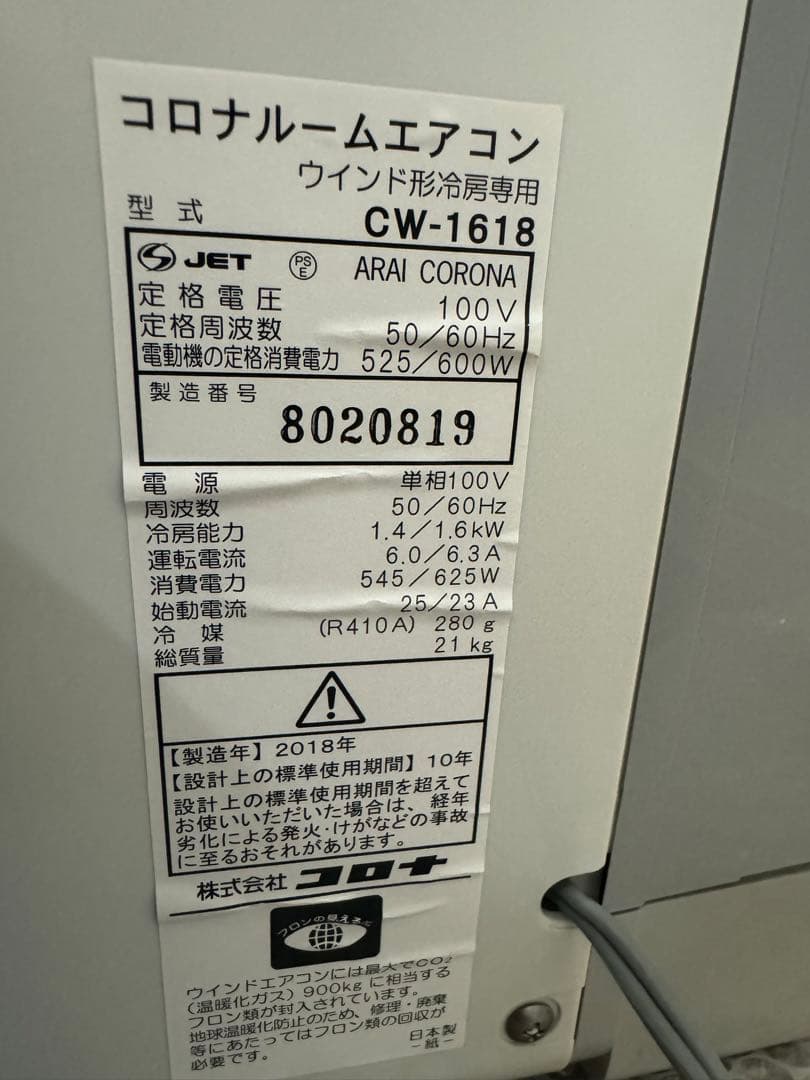 コロナルームエアコン
ウインド形冷房専用
型式 CW-1618
JET PSE ARAI CORONA
定格電圧 100V
定格周波数 50/60Hz
電動機の定格消費電力 525/600W
製造番号
8020819
電源 単相100V
周波数 50/60Hz
冷房能力 1.4/1.6kW
運転電流 6.0/6.3A
消費電力 545/625W
始動電流 25/23A
冷媒 (R410A) 280g
総質量 21kg
【製造年】2018年
【設計上の標準使用期間】10年
設計上の標準使用期間を超えて
お使いいただいた場合は、経年
劣化による発火・けがなどの事故
に至るおそれがあります。
株式会社 コロナ
フロンの見える化
ウインドエアコンには最大でCO₂
(温暖化ガス)900kgに相当する
フロン類が封入されています。
地球温暖化防止のため、修理・廃棄
等にあたってはフロン類の回収が
必要です。
日本製
-紙-